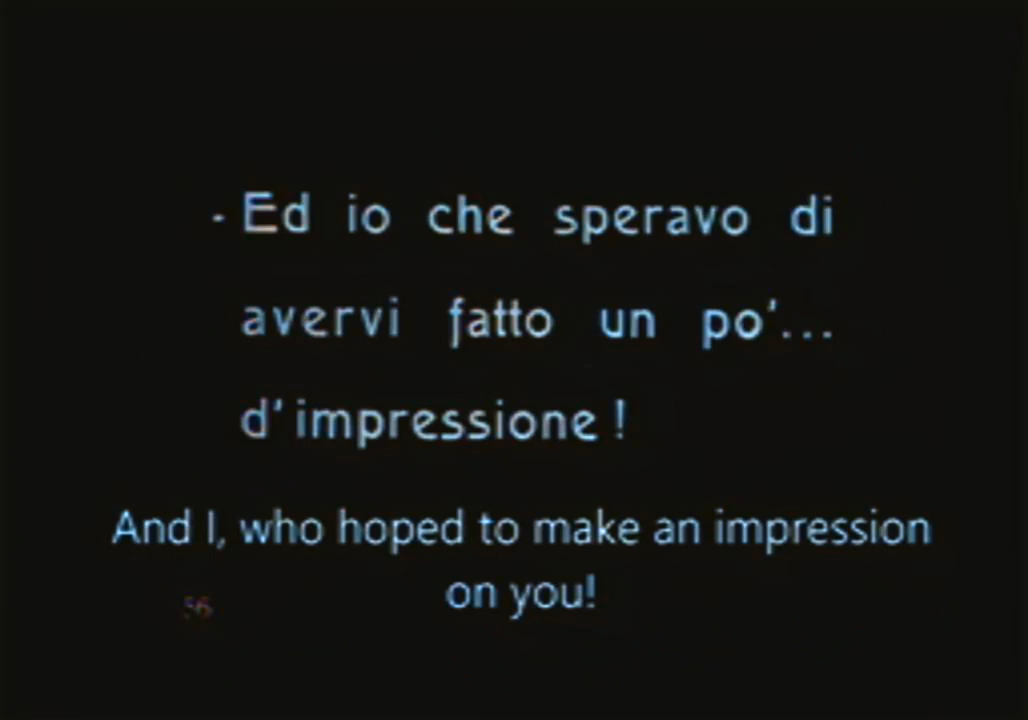 - Ed io che speravo di
avervi fatto un po'...
d'impressione !
And I, who hoped to make an impression
on you!
56